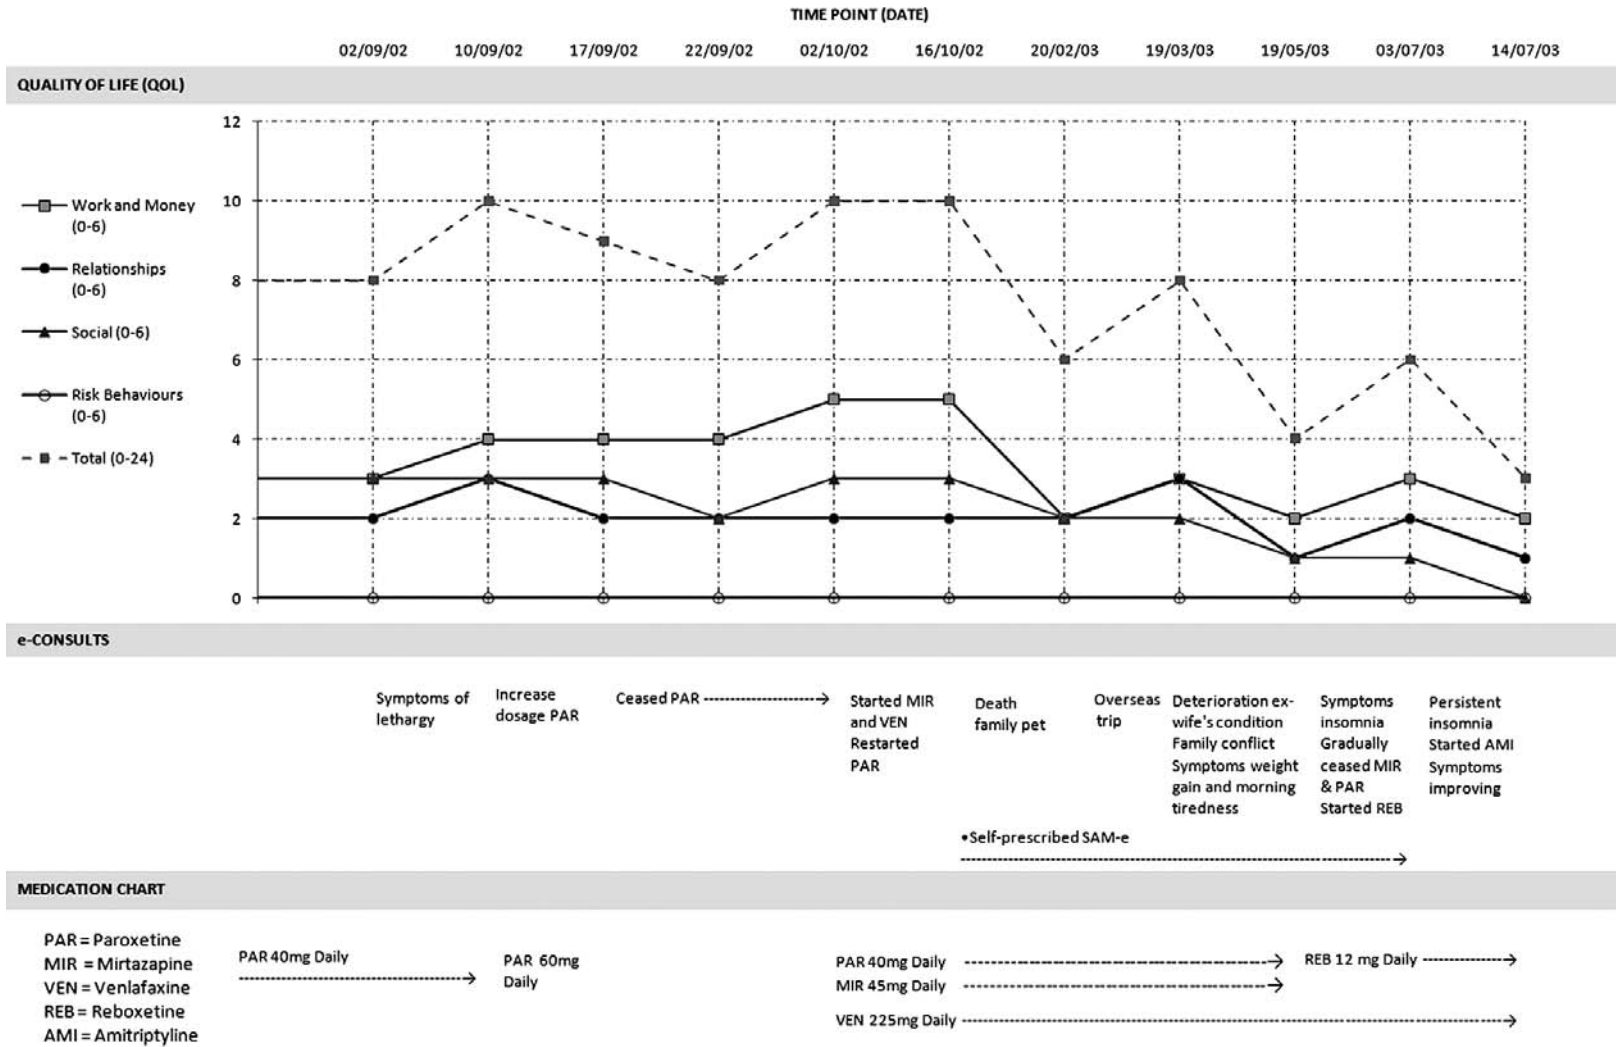 TIME POINT (DATE)
02/09/02 10/09/02 17/09/02 22/09/02 02/10/02 16/10/02 20/02/03 19/03/03 19/05/03 03/07/03 14/07/03
QUALITY OF LIFE (QOL)
12
10
8
6
4
2
0
Work and Money
(0-6)
Relationships
(0-6)
Social (0-6)
Risk Behaviours
(0-6)
Total (0-24)
e-CONSULTS
Symptoms of
lethargy
Increase
dosage PAR
Ceased PAR
Started MIR
and VEN
Restarted
PAR
Death
family pet
Overseas
trip
Deterioration ex-
wife's condition
Family conflict
Symptoms weight
gain and morning
tiredness
Symptoms
insomnia
Gradually
ceased MIR
& PAR
Started REB
Persistent
insomnia
Started AMI
Symptoms
improving
•Self-prescribed SAM-e
MEDICATION CHART
PAR = Paroxetine
MIR = Mirtazapine
VEN = Venlafaxine
REB = Reboxetine
AMI = Amitriptyline
PAR 40mg Daily
PAR 60mg
Daily
PAR 40mg Daily
MIR 45mg Daily
VEN 225mg Daily
REB 12 mg Daily